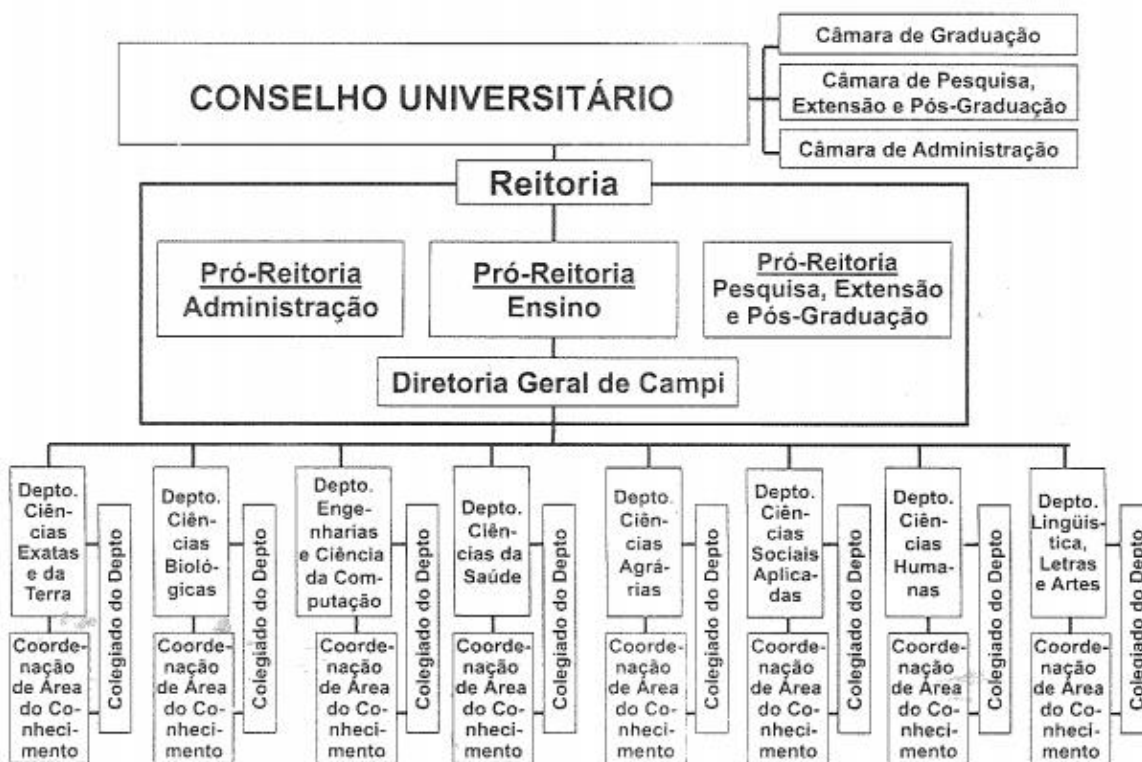 CONSELHO UNIVERSITÁRIO
Câmara de Graduação
Câmara de Pesquisa,
Extensão e Pós-Graduação
Câmara de Administração
Reitoria
Pró-Reitoria
Administração
Pró-Reitoria
Ensino
Pró-Reitoria
Pesquisa, Extensão
e Pós-Graduação
Diretoria Geral de Campi
Depto.
Ciên-
cias
Exatas
e da
Terra
Colegiado do Depto
Coorde-
nação
de Área
do Co-
nheci-
mento
Depto.
Ciên-
cias
Bioló-
gicas
Colegiado do Depto
Coorde-
nação
de Área
do Co-
nheci-
mento
Depto.
Enge-
nharias
e Ciência
da Com-
putação
Colegiado do Depto
Coorde-
nação
de Área
do Co-
nheci-
mento
Depto.
Ciên-
cias da
Saúde
Colegiado do Depto
Coorde-
nação
de Área
do Co-
nheci-
mento
Depto.
Ciên-
cias
Agrá-
rias
Colegiado do Depto
Coorde-
nação
de Área
do Co-
nheci-
mento
Depto.
Ciên-
cias
Sociais
Aplica-
das
Colegiado do Depto
Coorde-
nação
de Área
do Co-
nheci-
mento
Depto.
Ciên-
cias
Huma-
nas
Colegiado do Depto
Coorde-
nação
de Área
do Co-
nheci-
mento
Depto.
Lingüís-
tica,
Letras
e Artes
Colegiado do Depto
Coorde-
nação
de Área
do Co-
nheci-
mento